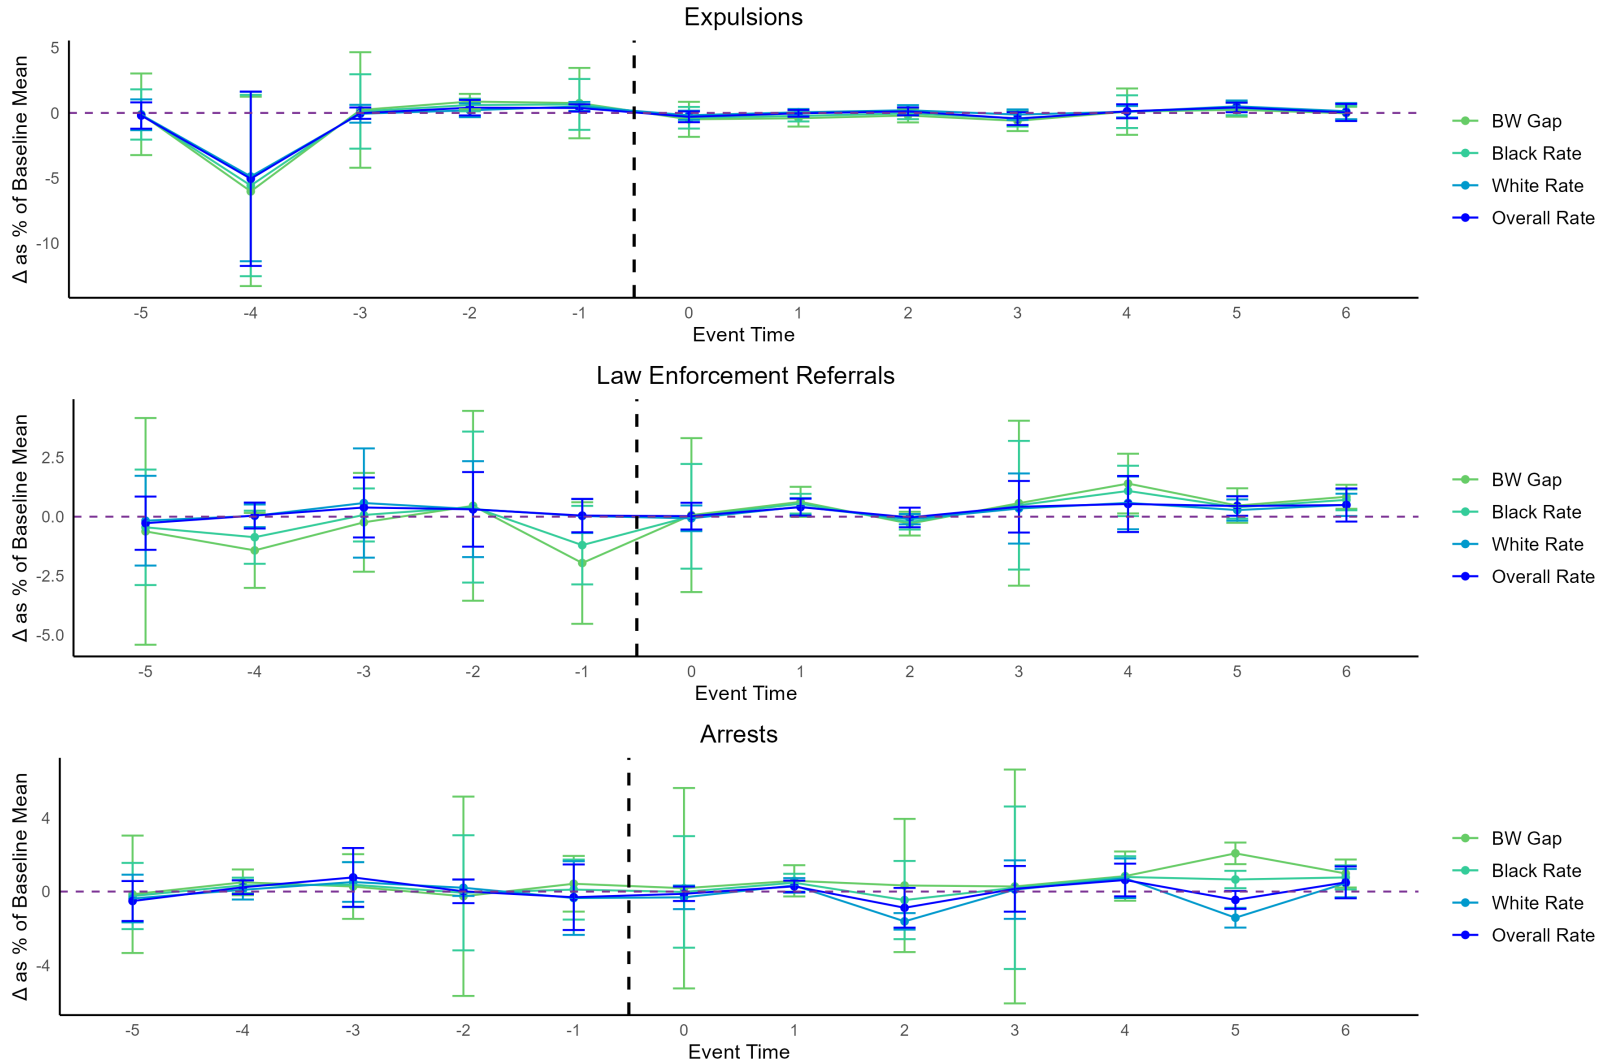 Expulsions
Δ as % of Baseline Mean
5
0
-5
-10
-5 -4 -3 -2 -1 0 1 2 3 4 5 6
Event Time
BW Gap
Black Rate
White Rate
Overall Rate
Law Enforcement Referrals
Δ as % of Baseline Mean
2.5
0.0
-2.5
-5.0
-5 -4 -3 -2 -1 0 1 2 3 4 5 6
Event Time
BW Gap
Black Rate
White Rate
Overall Rate
Arrests
Δ as % of Baseline Mean
4
0
-4
-5 -4 -3 -2 -1 0 1 2 3 4 5 6
Event Time
BW Gap
Black Rate
White Rate
Overall Rate